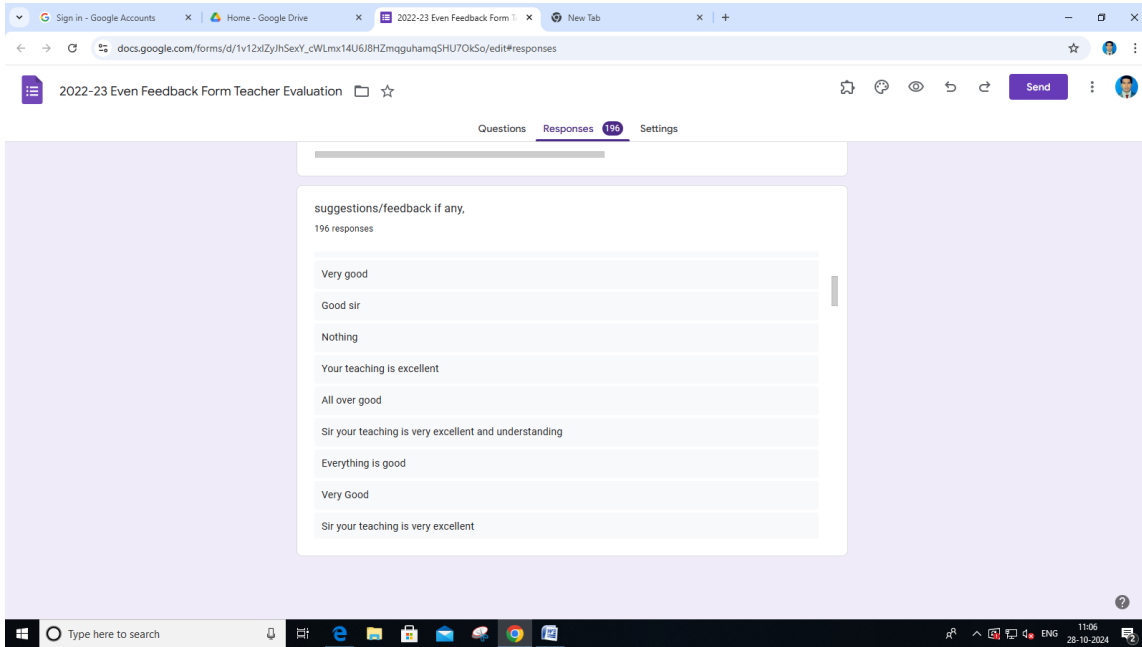 Sign in - Google Accounts
Home - Google Drive
2022-23 Even Feedback Form T
New Tab
docs.google.com/forms/d/1v12xlZyJhSexY_cWLmx14U6J8HZmqguhamqSHU7OkSo/edit#responses
2022-23 Even Feedback Form Teacher Evaluation
Send
Questions Responses 196 Settings
suggestions/feedback if any,
196 responses
Very good
Good sir
Nothing
Your teaching is excellent
All over good
Sir your teaching is very excellent and understanding
Everything is good
Very Good
Sir your teaching is very excellent
Type here to search
ENG
11:06
28-10-2024
2